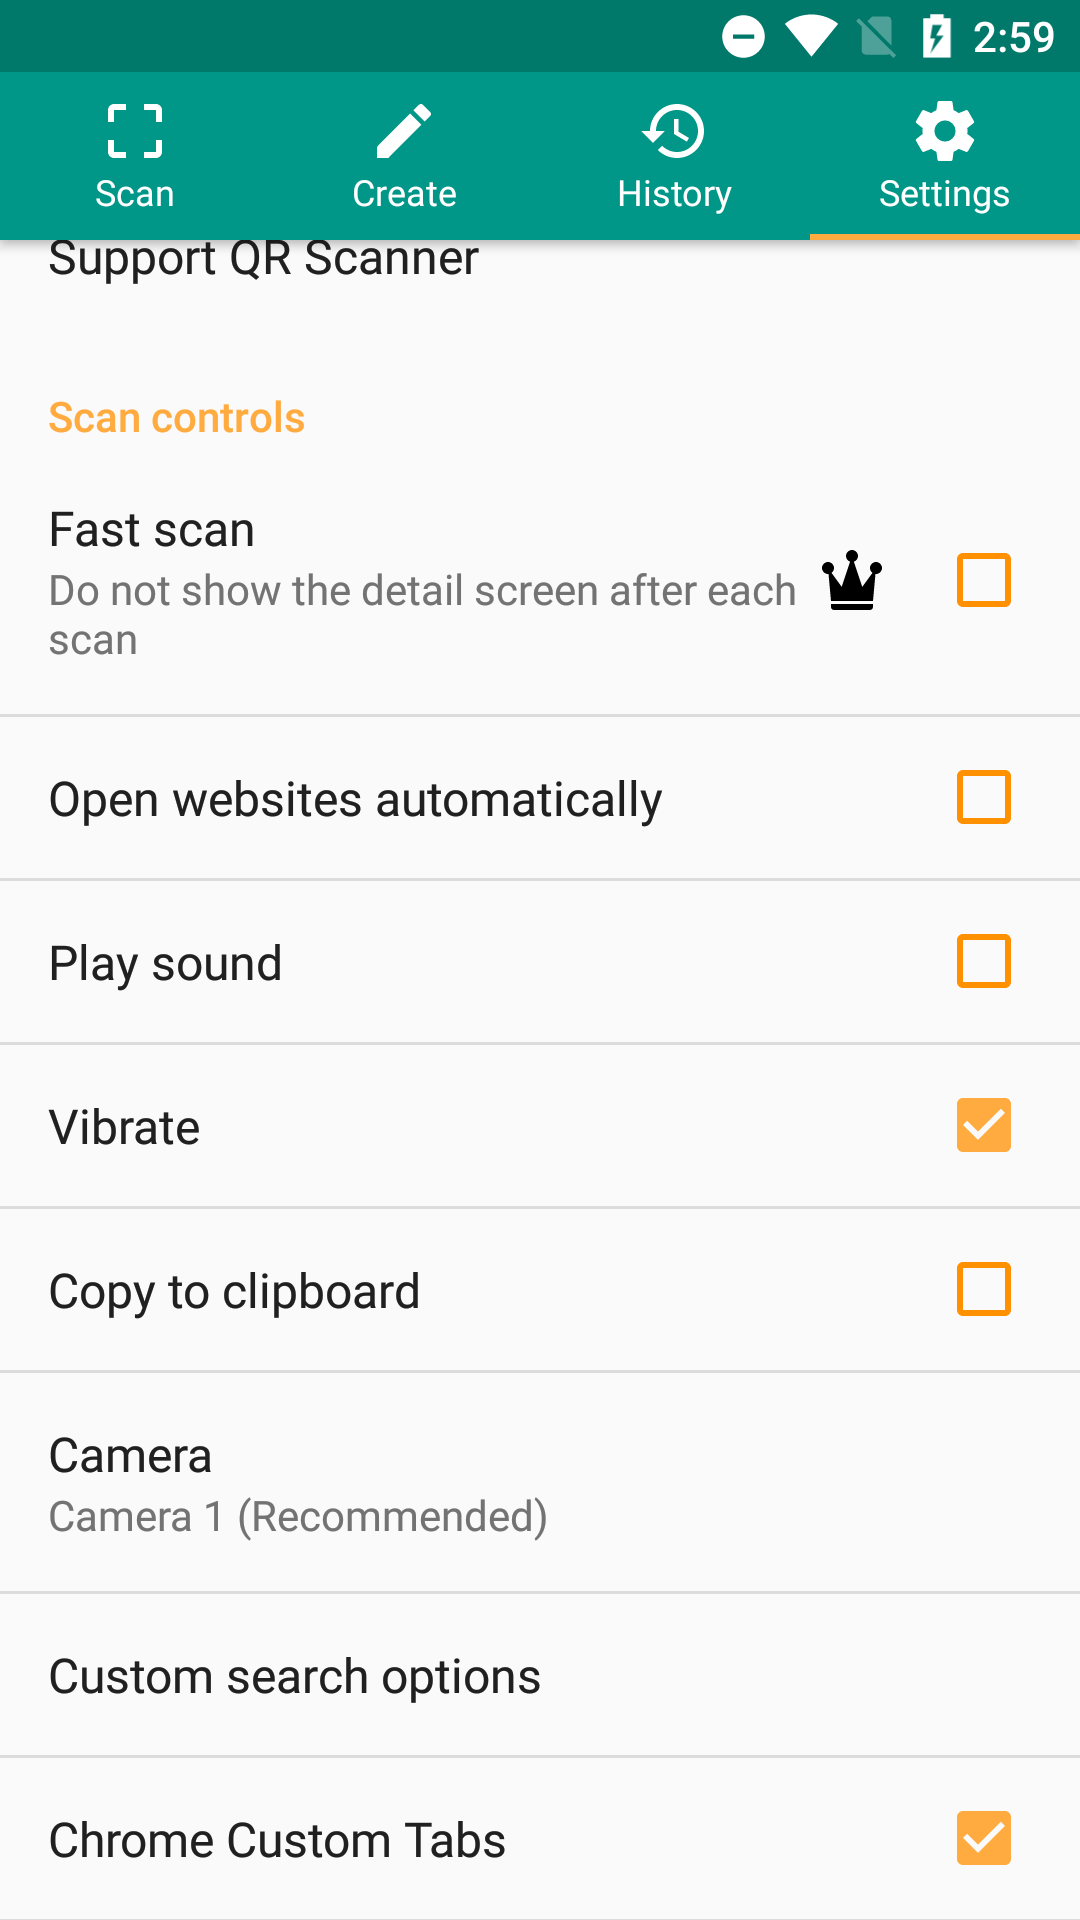 2:59
Scan
Create
History
Settings
Support QR Scanner
Scan controls
Fast scan
Do not show the detail screen after each
scan
Open websites automatically
Play sound
Vibrate
Copy to clipboard
Camera
Camera 1 (Recommended)
Custom search options
Chrome Custom Tabs